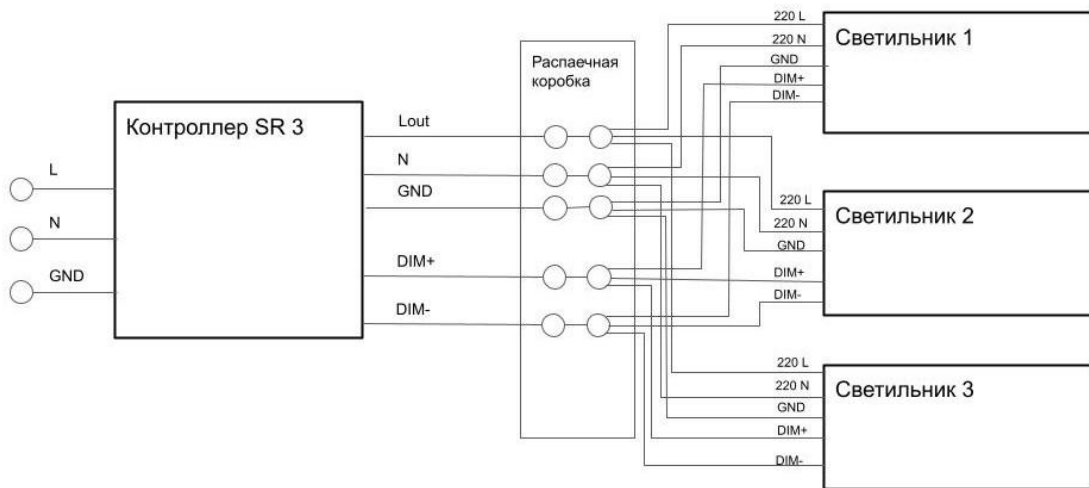 Контроллер SR 3
L
N
GND
Lout
N
GND
DIM+
DIM-
Распаечная
коробка
220 L
220 N
GND
DIM+
DIM-
Светильник 1
220 L
220 N
GND
DIM+
DIM-
Светильник 2
220 L
220 N
GND
DIM+
DIM-
Светильник 3